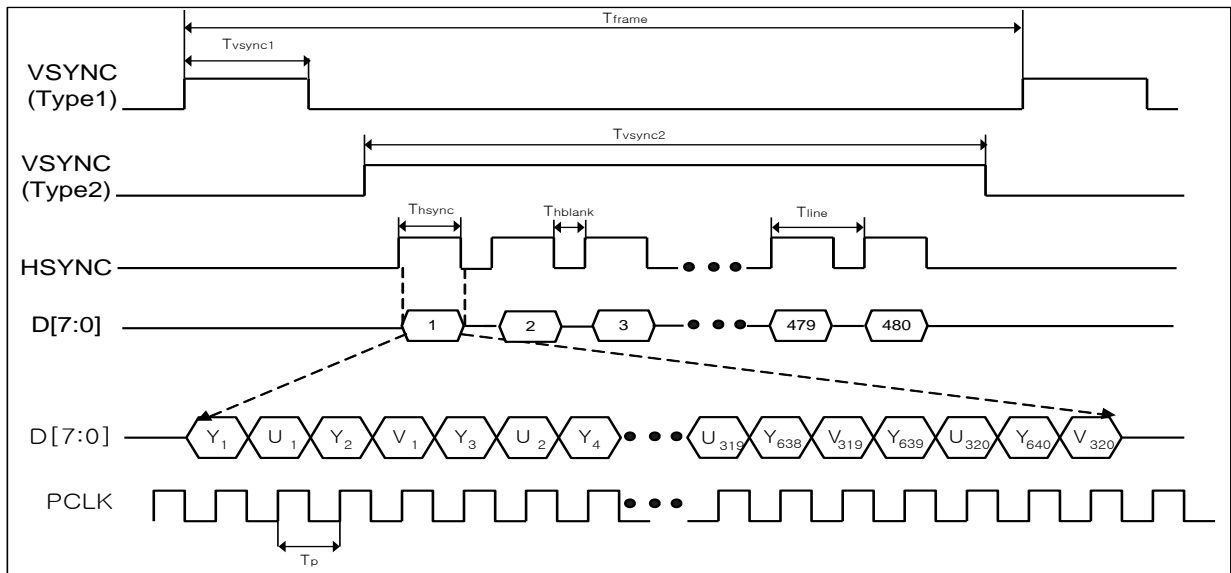 Tframe
Tvsync1
VSYNC
(Type1)
Tvsync2
VSYNC
(Type2)
Thsync
Thblank
Tline
HSYNC
D[7:0]
1
2
3
479
480
D[7:0]
Y1
U1
Y2
V1
Y3
U2
Y4
U319
Y638
V319
Y639
U320
Y640
V320
PCLK
Tp